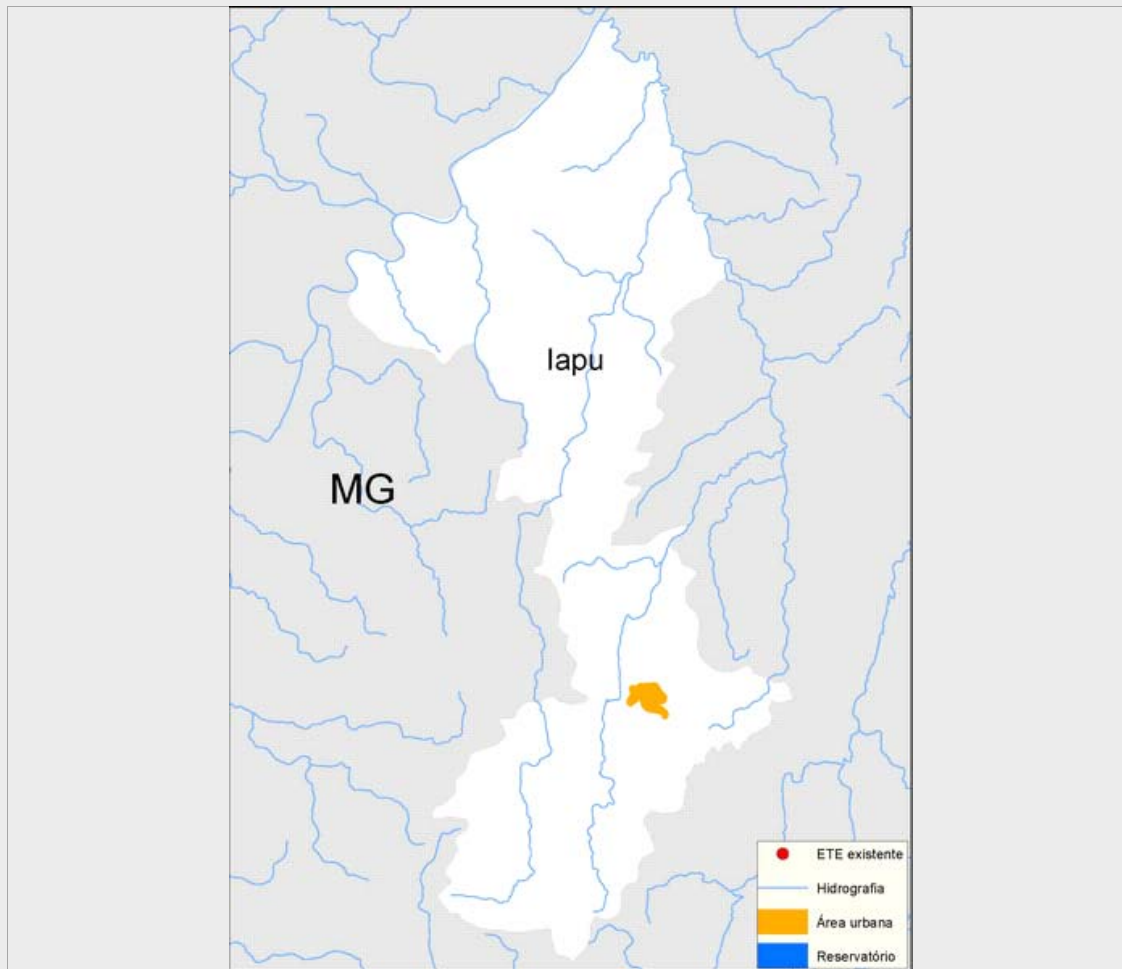 Iapu
MG
ETE existente
Hidrografia
Área urbana
Reservatório